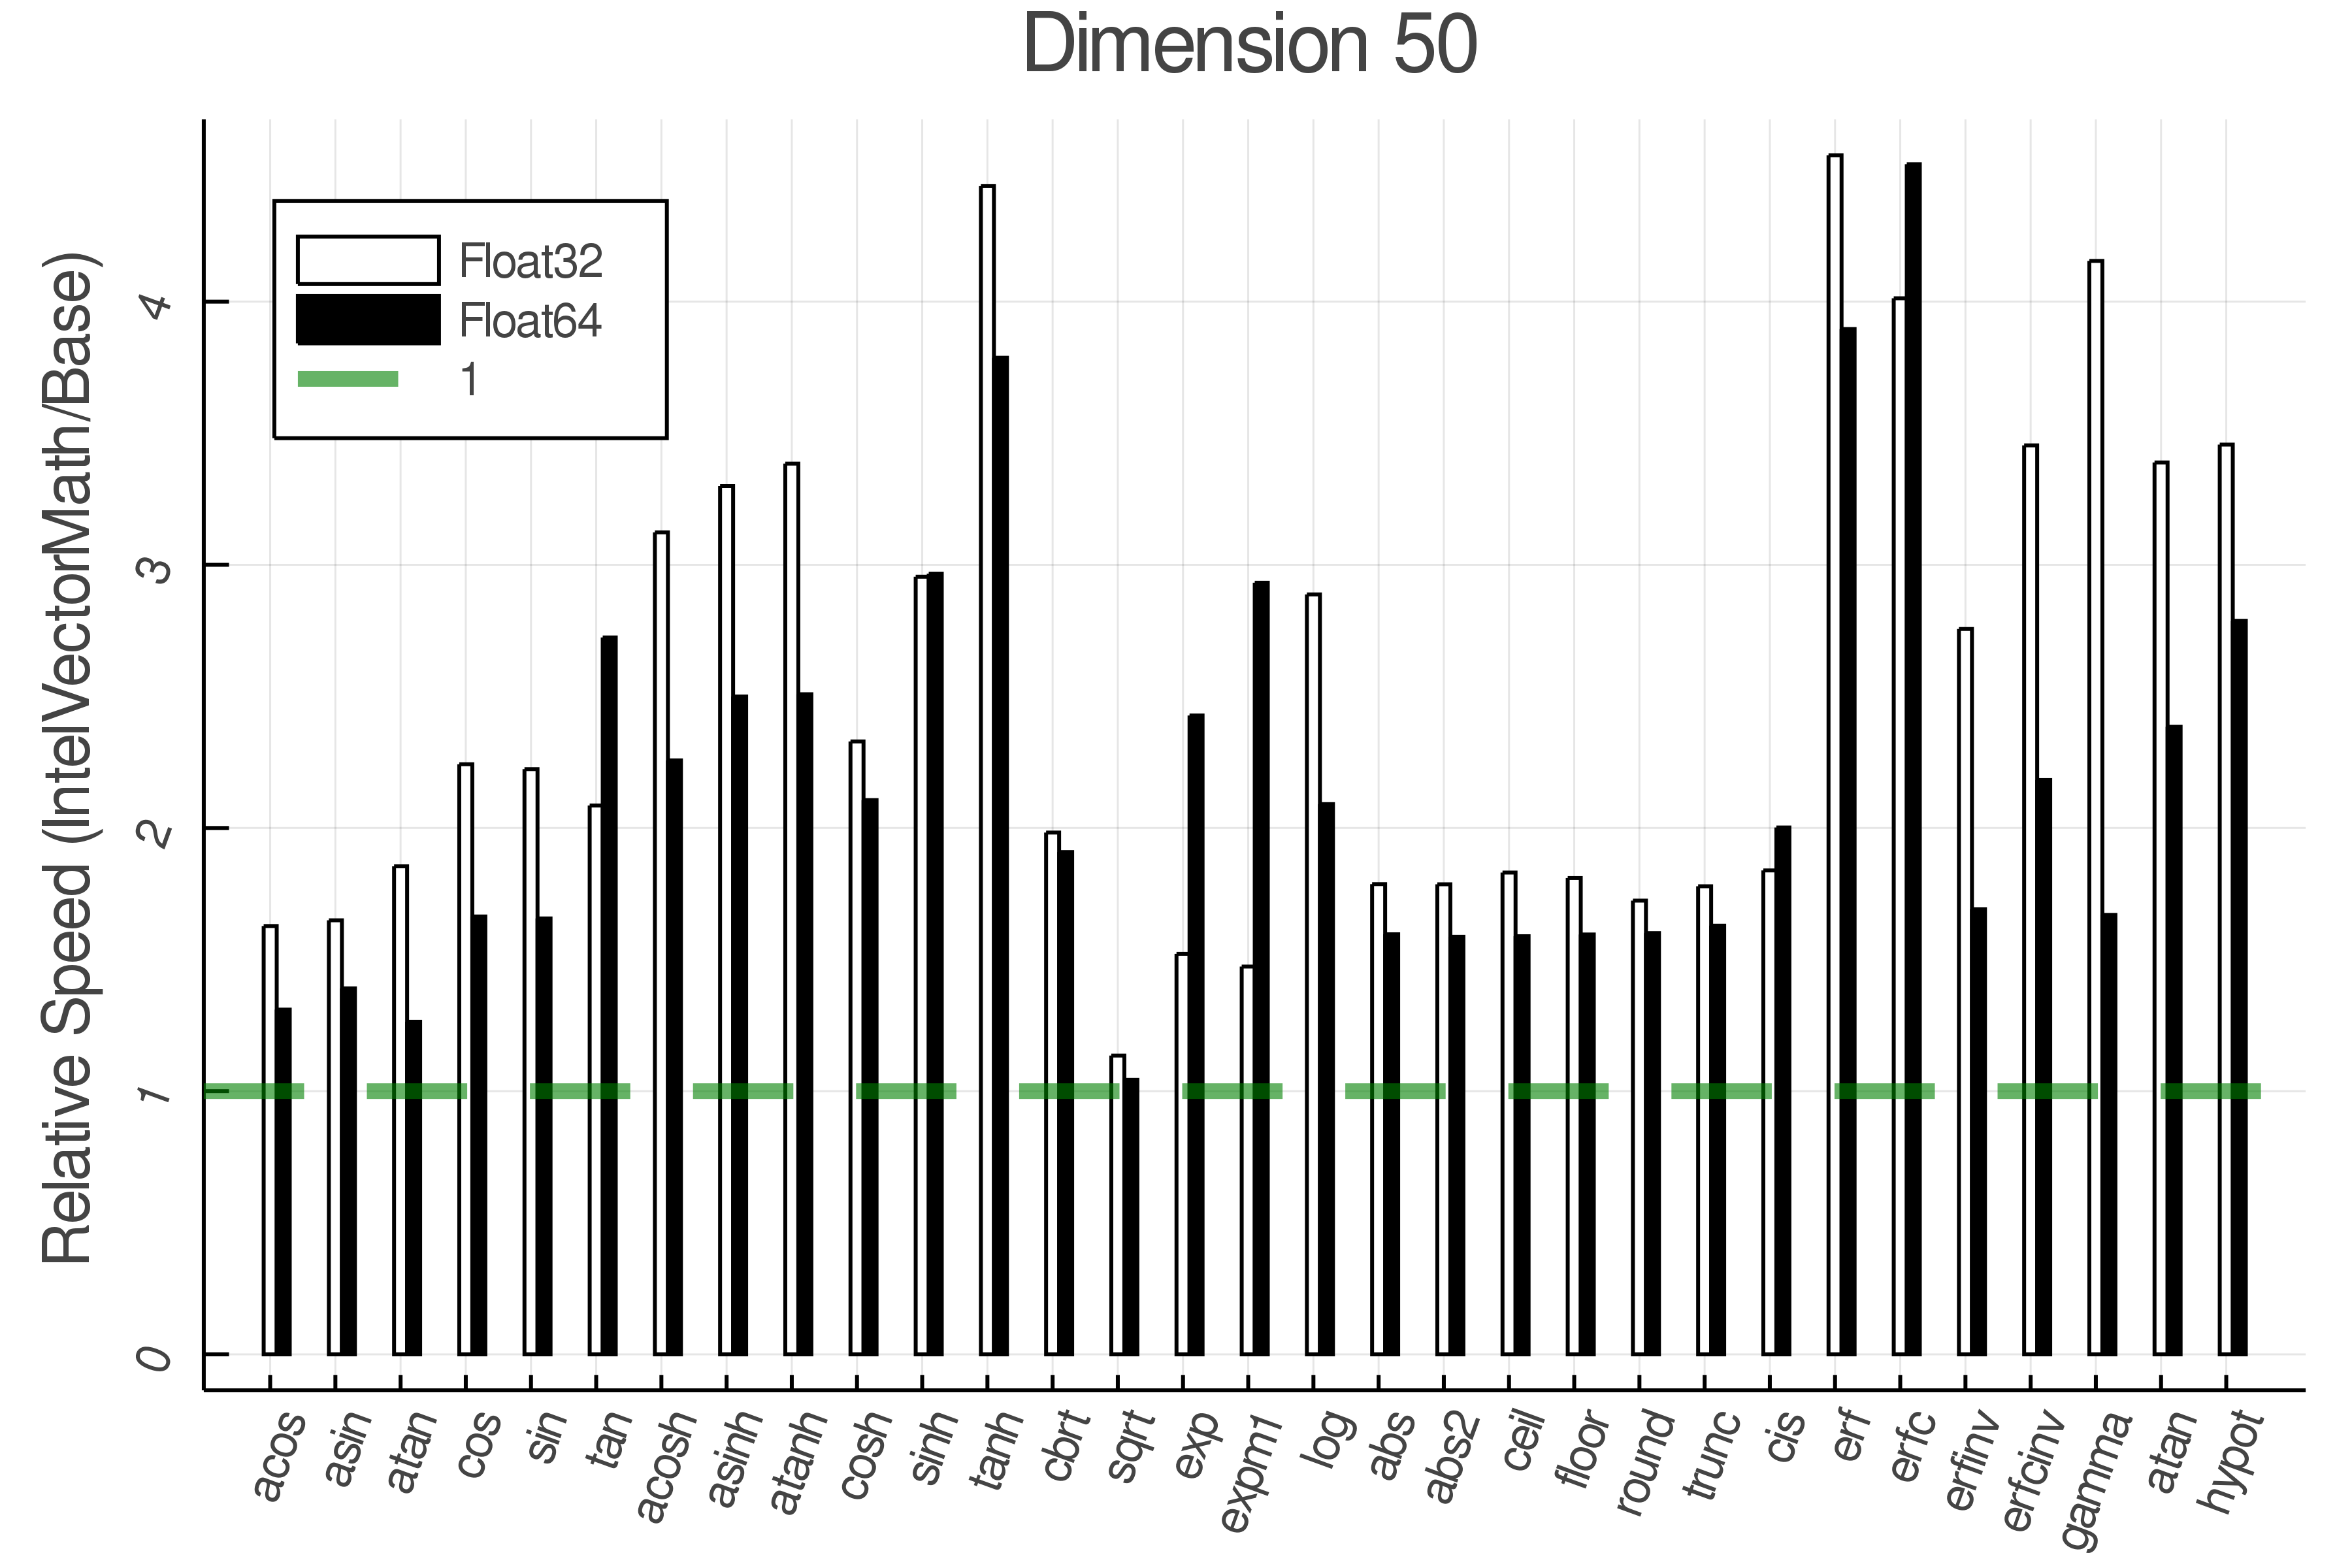 Dimension 50
Relative Speed (IntelVectorMath/Base)
4
3
2
1
0
Float32
Float64
1
acos
asin
atan
cos
sin
tan
acosh
asinh
atanh
cosh
sinh
tanh
cbrt
sqrt
exp
expm1
log
abs
abs2
ceil
floor
round
trunc
cis
erf
erfc
erfinv
erfcinv
gamma
atan
hypot